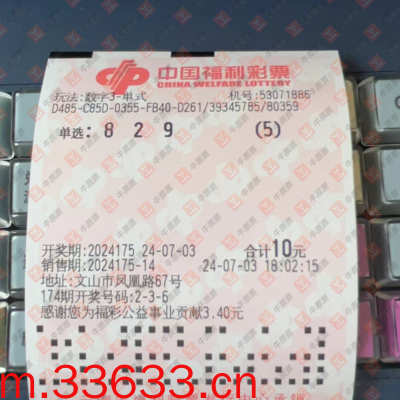 中国福利彩票
CHINA WELFARE LOTTERY
玩法:数字3-单式 机号:53071886
D485-C85D-0355-FB40-D261/39345785/80359
单选: 8 2 9 (5)
开奖期:2024175 24-07-03 合计10元
销售期:2024175-14 24-07-03 18:02:15
地址:文山市凤凰路67号
174期开奖号码:2-3-6
感谢您为福彩公益事业贡献3.40元
m.33633.cn